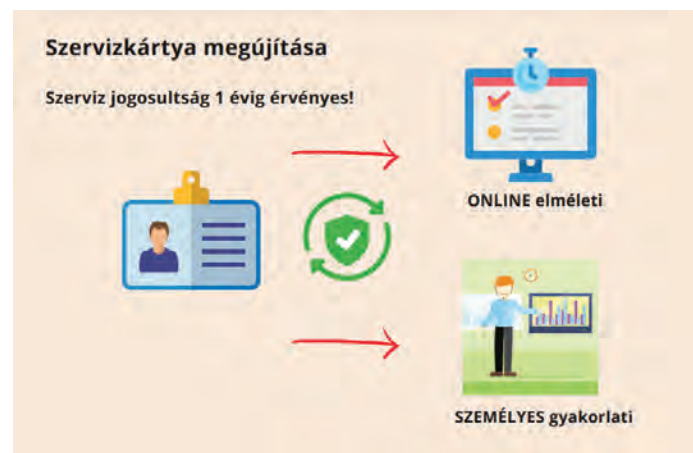 Szervizkártya megújítása
Szerviz jogosultság 1 évig érvényes!
ONLINE elméleti
SZEMÉLYES gyakorlati